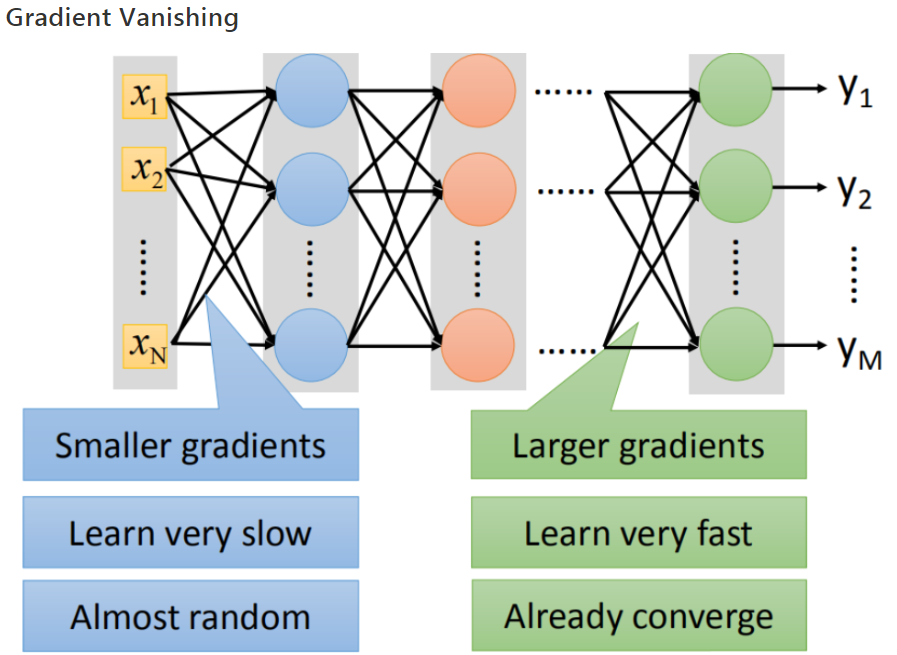 Gradient Vanishing
x1
x2
xN
......
......
......
......
......
......
......
y1
y2
yM
Smaller gradients
Learn very slow
Almost random
Larger gradients
Learn very fast
Already converge